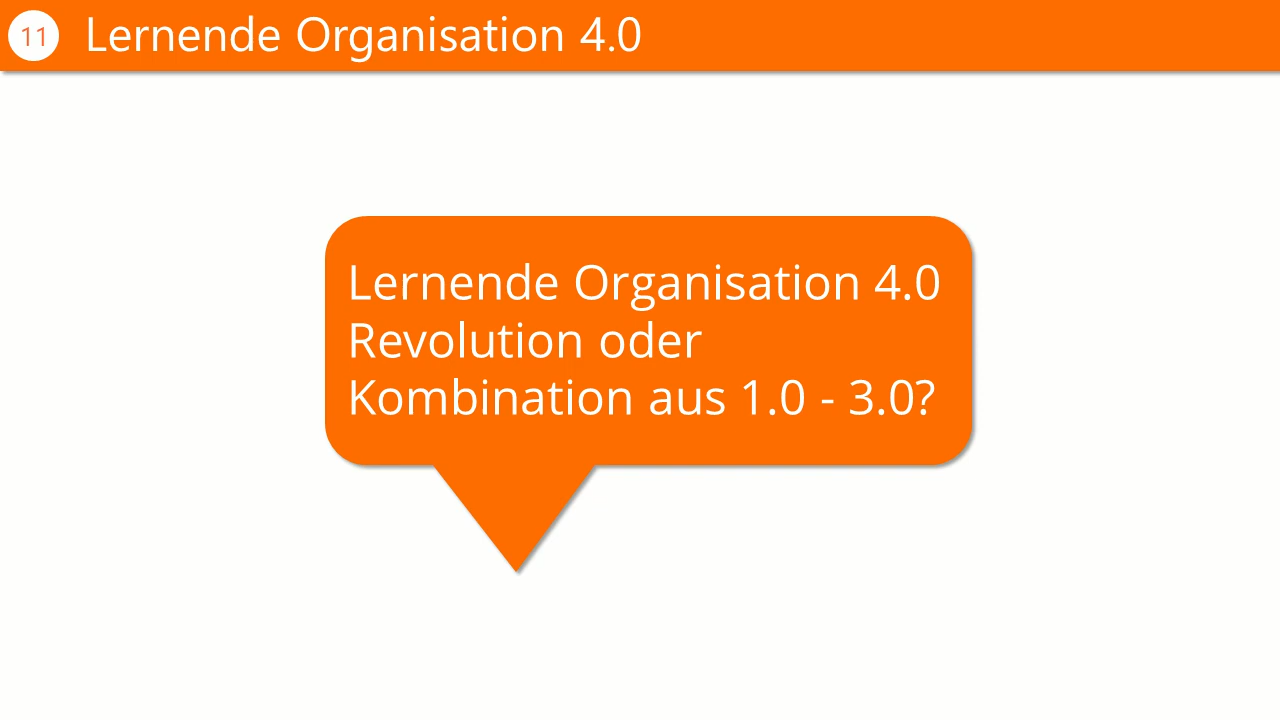 11 Lernende Organisation 4.0
Lernende Organisation 4.0
Revolution oder
Kombination aus 1.0 - 3.0?